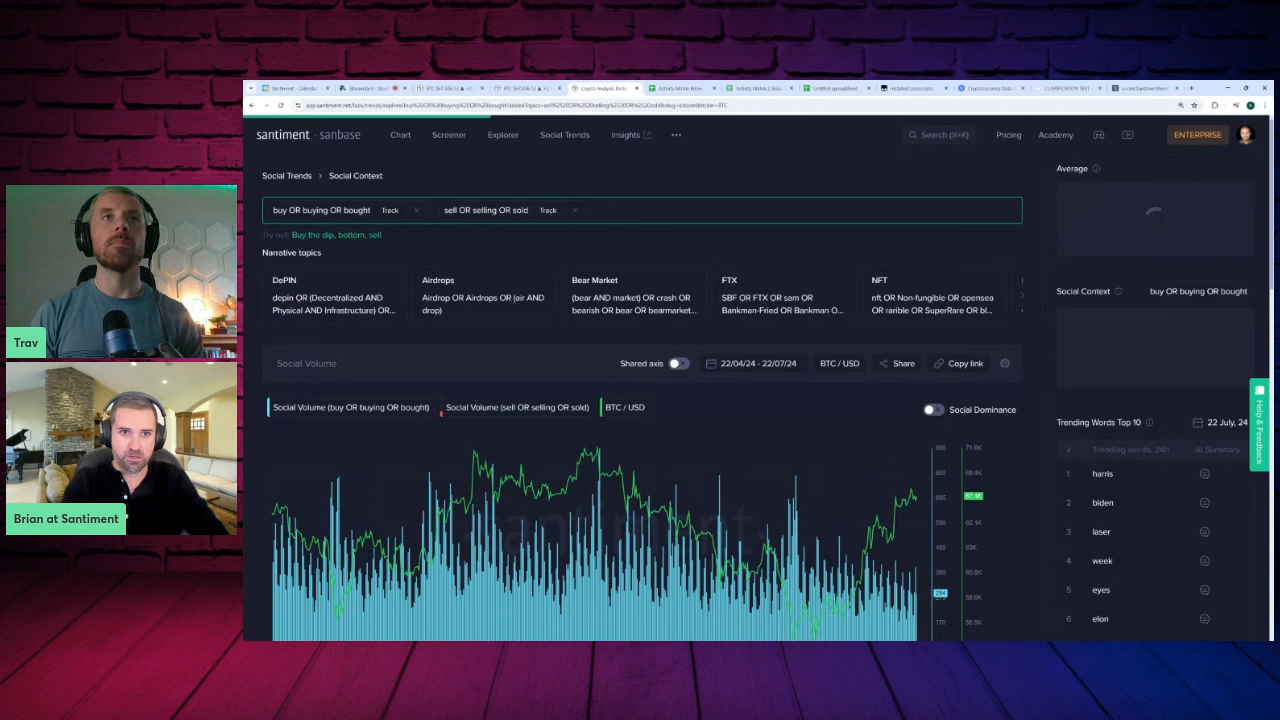 santiment · sanbase
Chart
Screener
Explorer
Social Trends
Insights
Search (⌘+K)
Pricing
Academy
ENTERPRISE
Social Trends > Social Context
buy OR buying OR bought Track × sell OR selling OR sold Track ×
Try out: Buy the dip, bottom, sell
Narrative topics
DePIN
depin OR (Decentralized AND
Physical AND Infrastructure) OR...
Airdrops
Airdrop OR Airdrops OR (air AND
drop)
Bear Market
(bear AND market) OR crash OR
bearish OR bear OR bearmarket...
FTX
SBF OR FTX OR sam OR
Bankman-Fried OR Bankman O...
NFT
nft OR Non-fungible OR opensea
OR rarible OR SuperRare OR bl...
Social Volume
Shared axis
22/04/24 - 22/07/24
BTC / USD
Share
Copy link
Social Volume (buy OR buying OR bought)
Social Volume (sell OR selling OR sold)
BTC / USD
Social Dominance
Average
Social Context
buy OR buying OR bought
Trending Words Top 10
22 July, 24
# Trending words, 24h AI Summary
1 harris
2 biden
3 laser
4 week
5 eyes
6 elon
Help & Feedback
Trav
Brian at Santiment